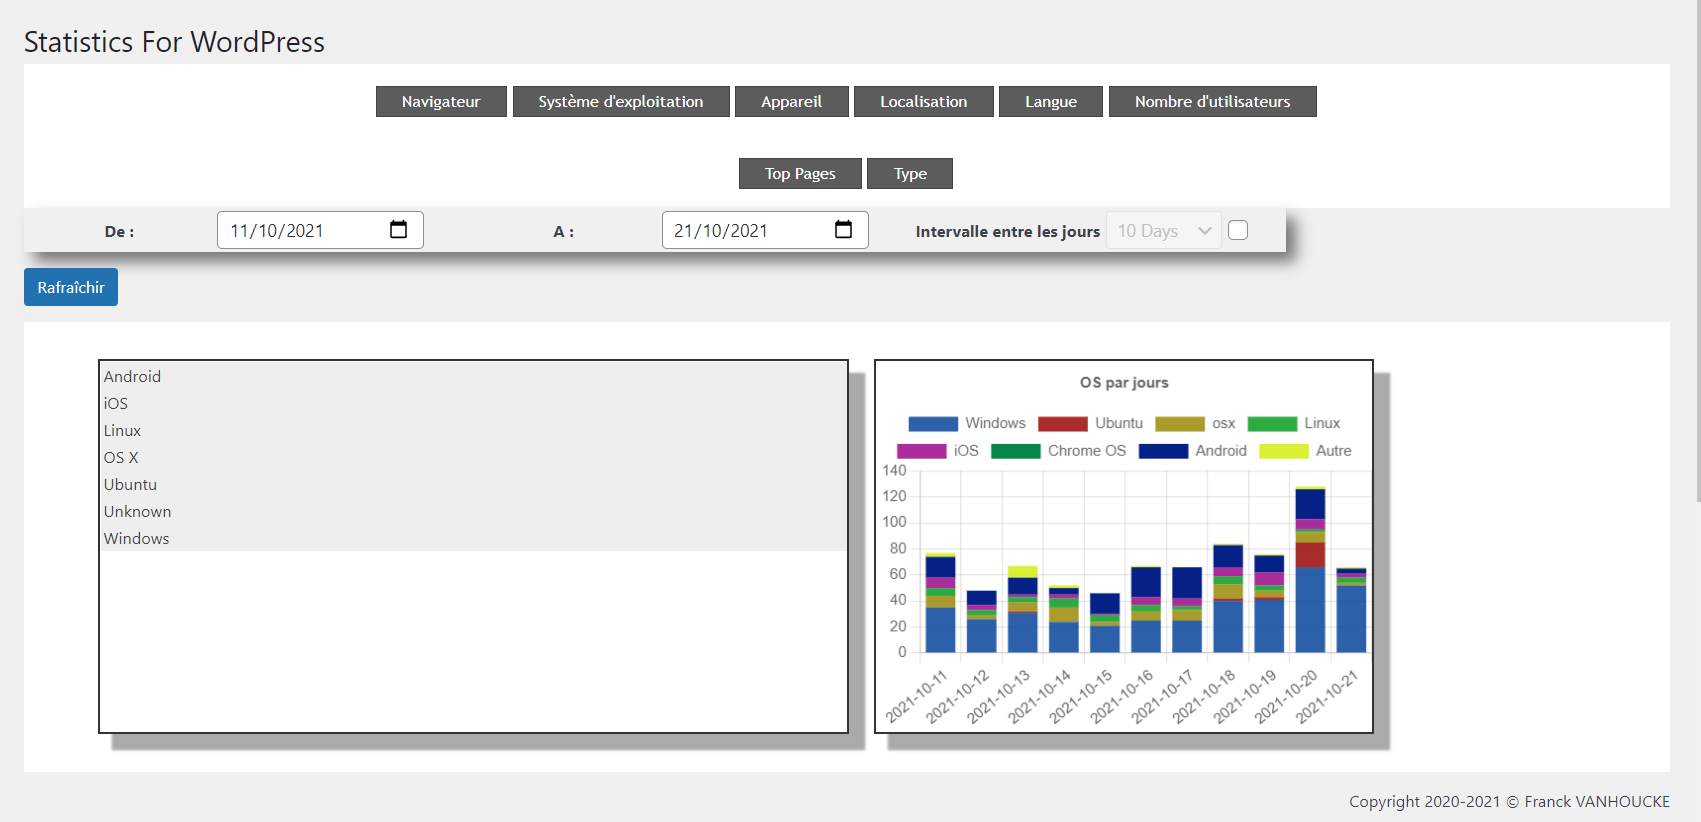 Statistics For WordPress
Navigateur Système d'exploitation Appareil Localisation Langue Nombre d'utilisateurs
Top Pages Type
De : 11/10/2021 A : 21/10/2021 Intervalle entre les jours 10 Days
Rafraîchir
Android
iOS
Linux
OS X
Ubuntu
Unknown
Windows
OS par jours
Windows Ubuntu osx Linux
iOS Chrome OS Android Autre
140
120
100
80
60
40
20
0
2021-10-11 2021-10-12 2021-10-13 2021-10-14 2021-10-15 2021-10-16 2021-10-17 2021-10-18 2021-10-19 2021-10-20 2021-10-21
Copyright 2020-2021 © Franck VANHOUCKE